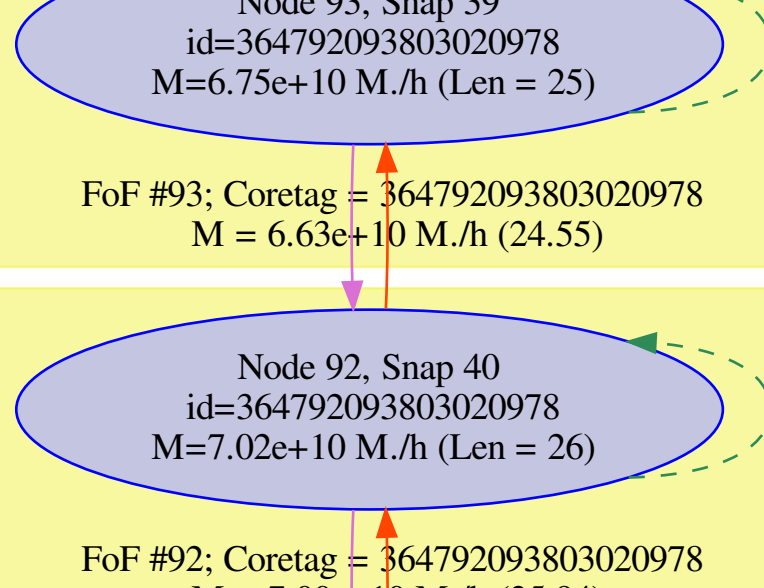 Node 93, Snap 39
id=364792093803020978
M=6.75e+10 M./h (Len = 25)
FoF #93; Coretag = 364792093803020978
M = 6.63e+10 M./h (24.55)
Node 92, Snap 40
id=364792093803020978
M=7.02e+10 M./h (Len = 26)
FoF #92; Coretag = 364792093803020978